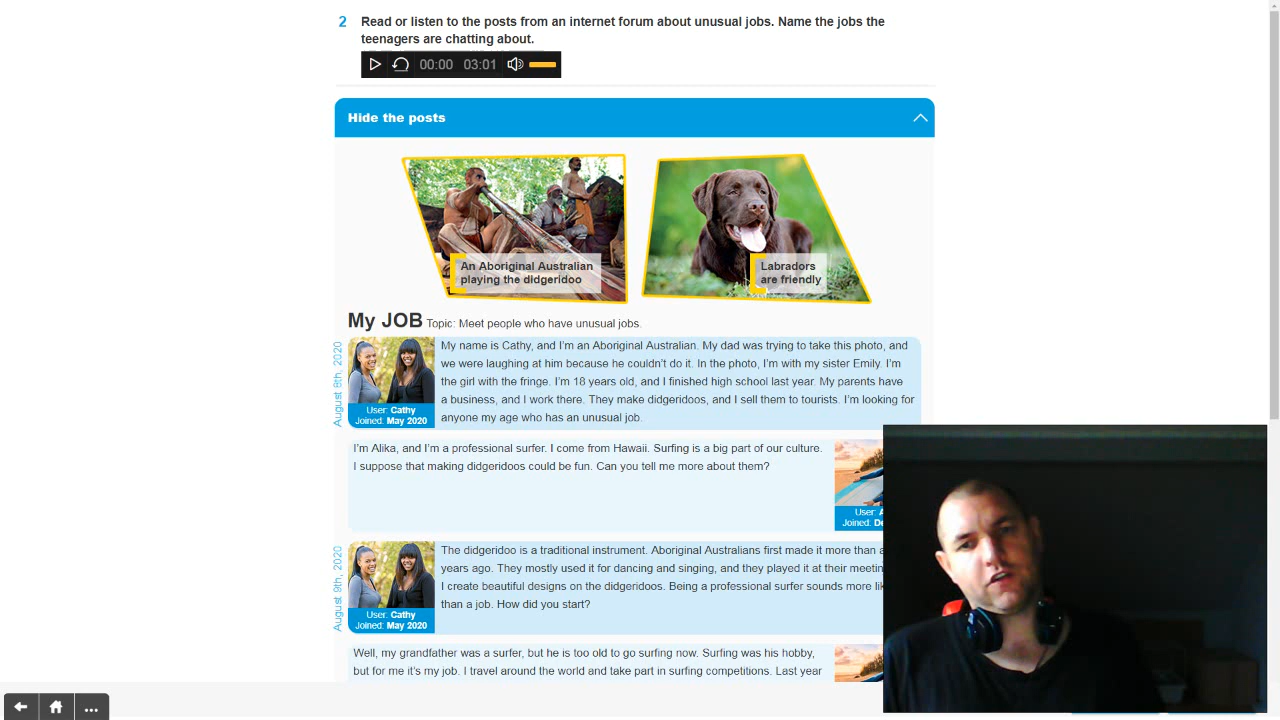 2 Read or listen to the posts from an internet forum about unusual jobs. Name the jobs the
teenagers are chatting about.
00:00 03:01
Hide the posts
An Aboriginal Australian
playing the didgeridoo
Labradors
are friendly
My JOB Topic: Meet people who have unusual jobs.
August 8th, 2020
My name is Cathy, and I'm an Aboriginal Australian. My dad was trying to take this photo, and
we were laughing at him because he couldn't do it. In the photo, I'm with my sister Emily. I'm
the girl with the fringe. I'm 18 years old, and I finished high school last year. My parents have
a business, and I work there. They make didgeridoos, and I sell them to tourists. I'm looking for
anyone my age who has an unusual job.
User: Cathy
Joined: May 2020
I'm Alika, and I'm a professional surfer. I come from Hawaii. Surfing is a big part of our culture.
I suppose that making didgeridoos could be fun. Can you tell me more about them?
User:
Joined:
August 9th, 2020
The didgeridoo is a traditional instrument. Aboriginal Australians first made it more than
years ago. They mostly used it for dancing and singing, and they played it at their
I create beautiful designs on the didgeridoos. Being a professional surfer sounds more
than a job. How did you start?
User: Cathy
Joined: May 2020
Well, my grandfather was a surfer, but he is too old to go surfing now. Surfing was his hobby,
but for me it's my job. I travel around the world and take part in surfing competitions. Last year
...